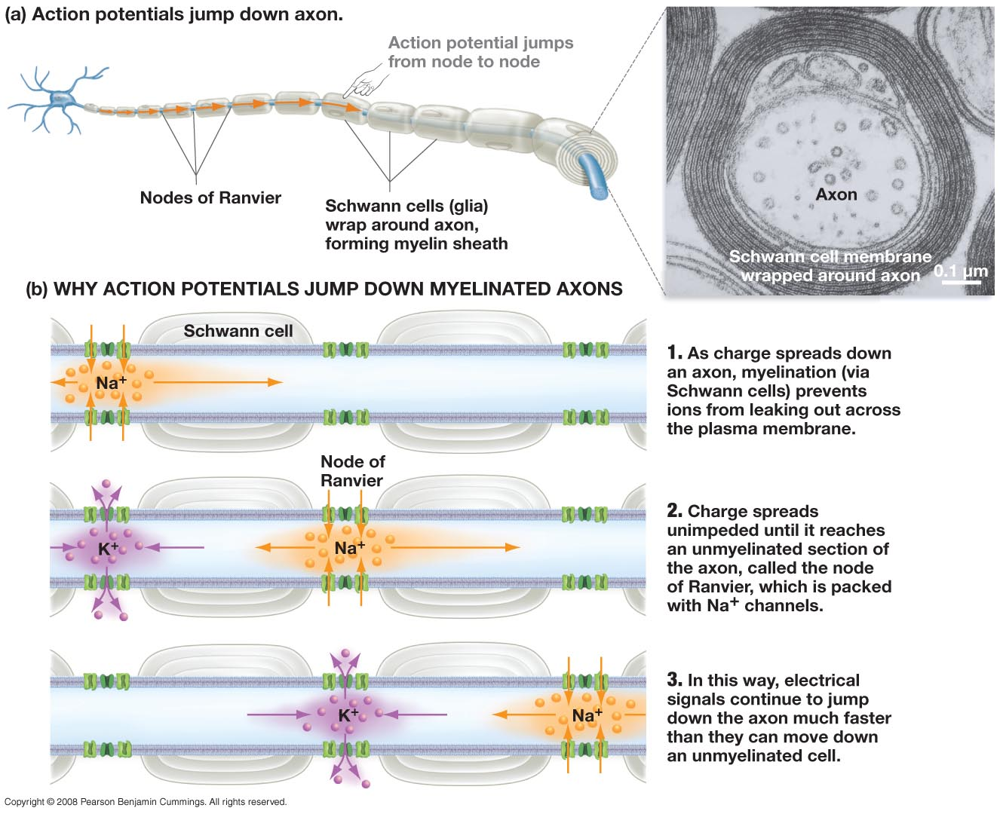 (a) Action potentials jump down axon.
Action potential jumps
from node to node
Nodes of Ranvier
Schwann cells (glia)
wrap around axon,
forming myelin sheath
Axon
Schwann cell membrane
wrapped around axon
0.1 µm
(b) WHY ACTION POTENTIALS JUMP DOWN MYELINATED AXONS
Schwann cell
Na+
1. As charge spreads down
an axon, myelination (via
Schwann cells) prevents
ions from leaking out across
the plasma membrane.
Node of
Ranvier
K+
Na+
2. Charge spreads
unimpeded until it reaches
an unmyelinated section of
the axon, called the node
of Ranvier, which is packed
with Na+ channels.
K+
Na+
3. In this way, electrical
signals continue to jump
down the axon much faster
than they can move down
an unmyelinated cell.
Copyright © 2008 Pearson Benjamin Cummings. All rights reserved.